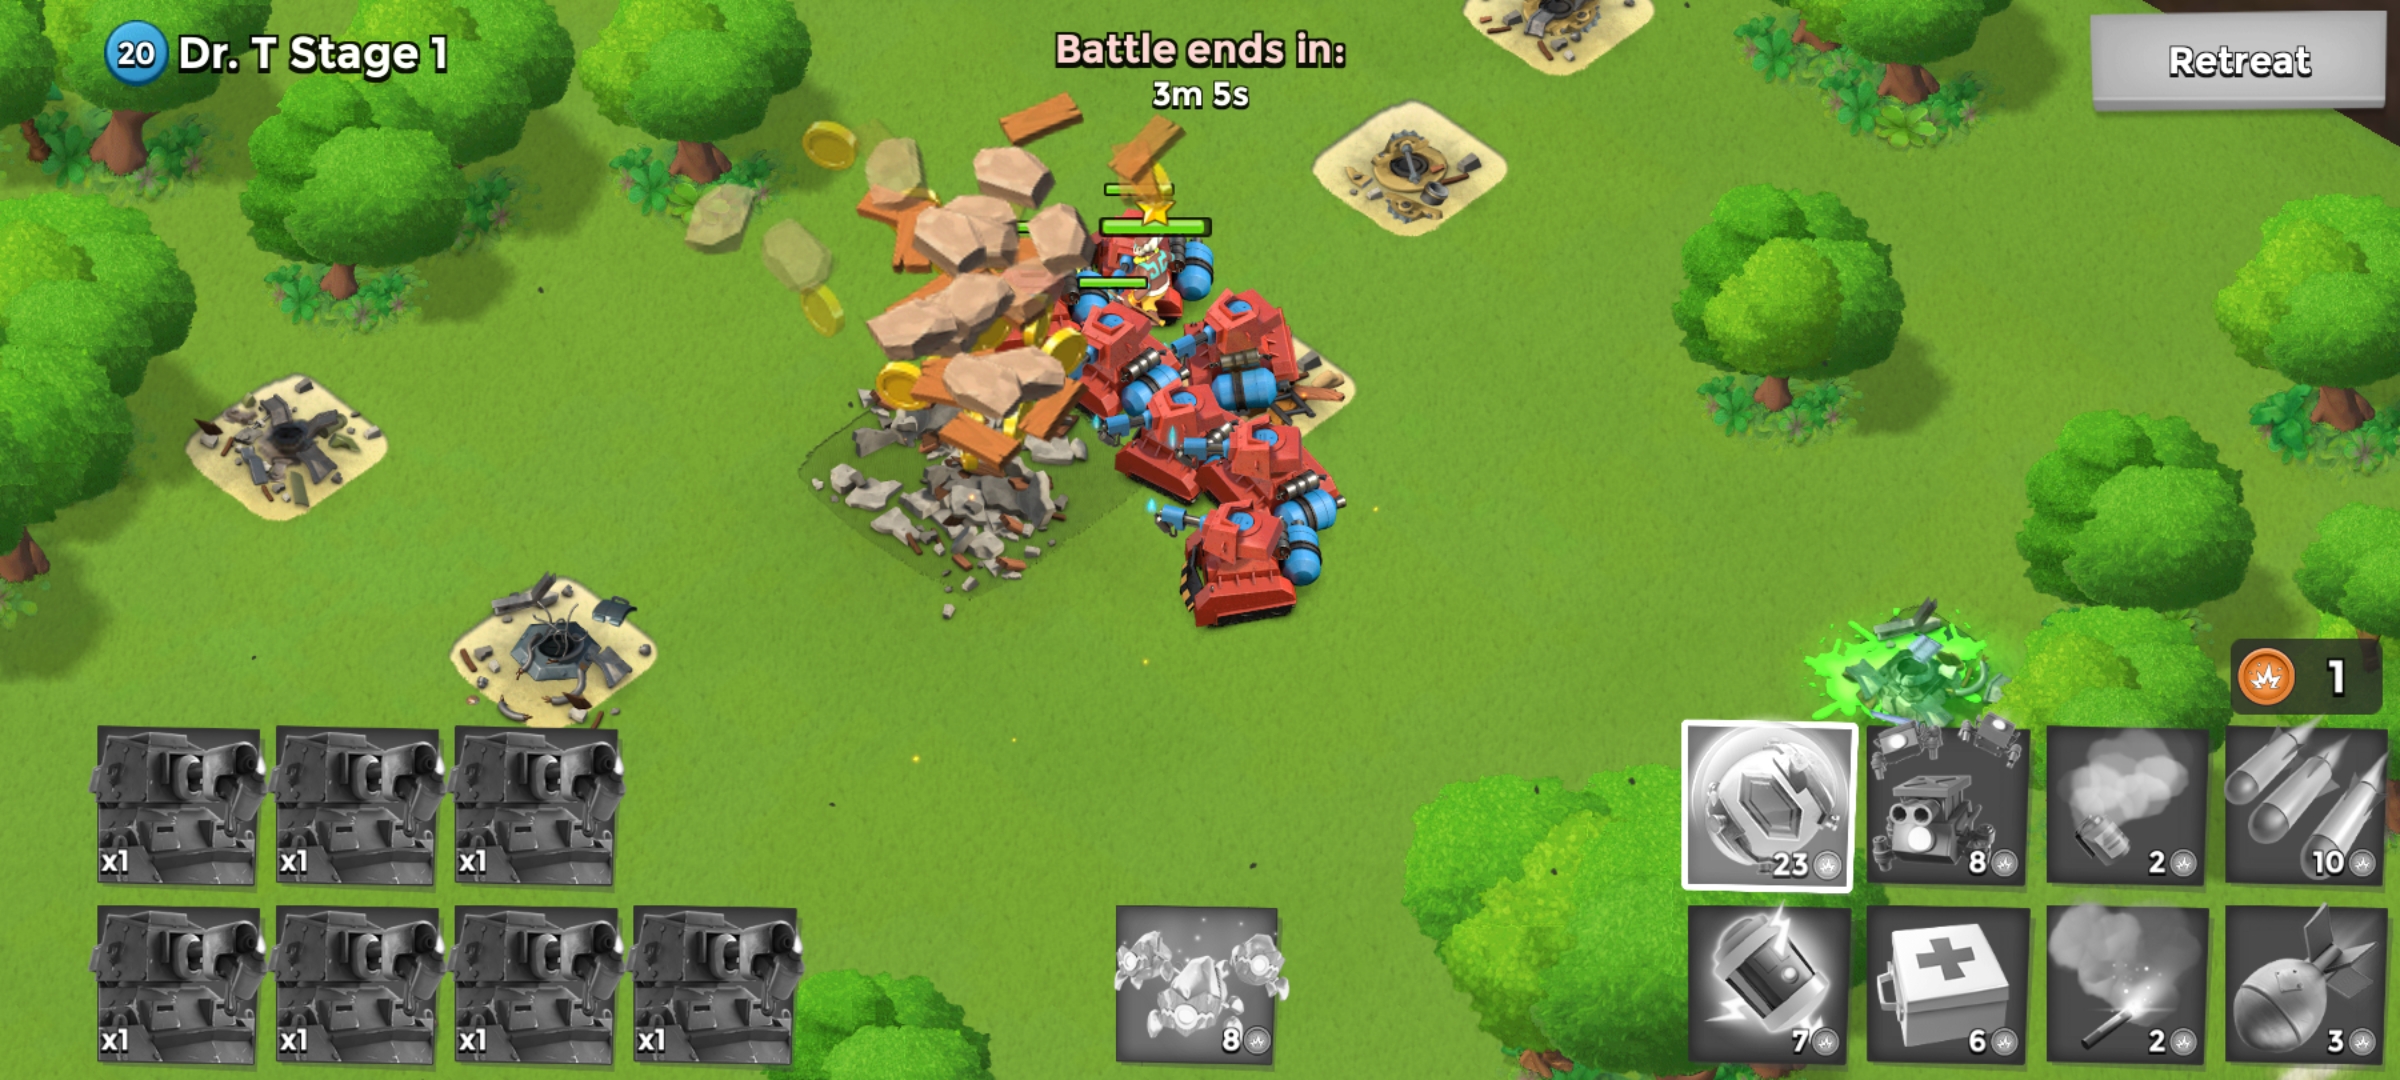 20 Dr. T Stage 1
Battle ends in:
3m 5s
Retreat
1
x1 x1 x1
23 8 2 10
x1 x1 x1 x1
8
7 6 2 3